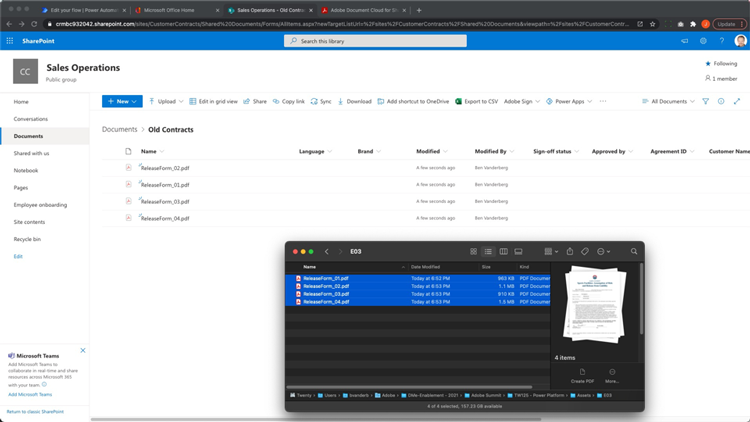 Edit your flow | Power Automat
Microsoft Office Home
Sales Operations - Old Contrac
Adobe Document Cloud for Sh
crmbc932042.sharepoint.com/sites/CustomerContracts/Shared%20Documents/Forms/AllItems.aspx?newTargetListUrl=%2Fsites%2FCustomerContracts%2FShared%20Documents&viewpath=%2Fsites%2FCustomerContr...
Update
SharePoint
Search this library
CC
Sales Operations
Public group
Following
1 member
Home
Conversations
Documents
Shared with us
Notebook
Pages
Employee onboarding
Site contents
Recycle bin
Edit
New
Upload
Edit in grid view
Share
Copy link
Sync
Download
Add shortcut to OneDrive
Export to CSV
Adobe Sign
Power Apps
All Documents
Documents > Old Contracts
Name Language Brand Modified Modified By Sign-off status Approved by Agreement ID Customer Name
ReleaseForm_02.pdf A few seconds ago Ben Vanderberg
ReleaseForm_01.pdf A few seconds ago Ben Vanderberg
ReleaseForm_03.pdf A few seconds ago Ben Vanderberg
ReleaseForm_04.pdf A few seconds ago Ben Vanderberg
E03
Name Date Modified Size Kind
ReleaseForm_01.pdf Today at 6:52 PM 993 KB PDF Documen
ReleaseForm_02.pdf Today at 6:53 PM 1.1 MB PDF Documen
ReleaseForm_03.pdf Today at 6:53 PM 910 KB PDF Documen
ReleaseForm_04.pdf Today at 6:53 PM 1.5 MB PDF Documen
4 items
Create PDF
More...
Twenty > Users > bvanderb > Adobe > DMe-Enablement - 2021 > Adobe Summit > TW125 - Power Platform > Assets > E03
4 of 4 selected, 157.23 GB available
Microsoft Teams
Add Microsoft Teams to
collaborate in real-time and share
resources across Microsoft 365
with your team
Add Microsoft Teams
Return to classic SharePoint